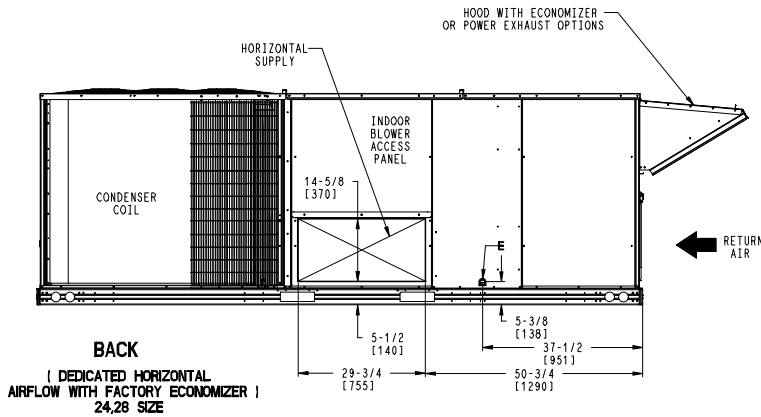 HOOD WITH ECONOMIZER
OR POWER EXHAUST OPTIONS
HORIZONTAL
SUPPLY
INDOOR
BLOWER
ACCESS
PANEL
14-5/8
[370]
CONDENSER
COIL
E
RETURN
AIR
5-1/2
[140]
5-3/8
[138]
37-1/2
[951]
29-3/4
[755]
50-3/4
[1290]
BACK
( DEDICATED HORIZONTAL
AIRFLOW WITH FACTORY ECONOMIZER )
24,28 SIZE